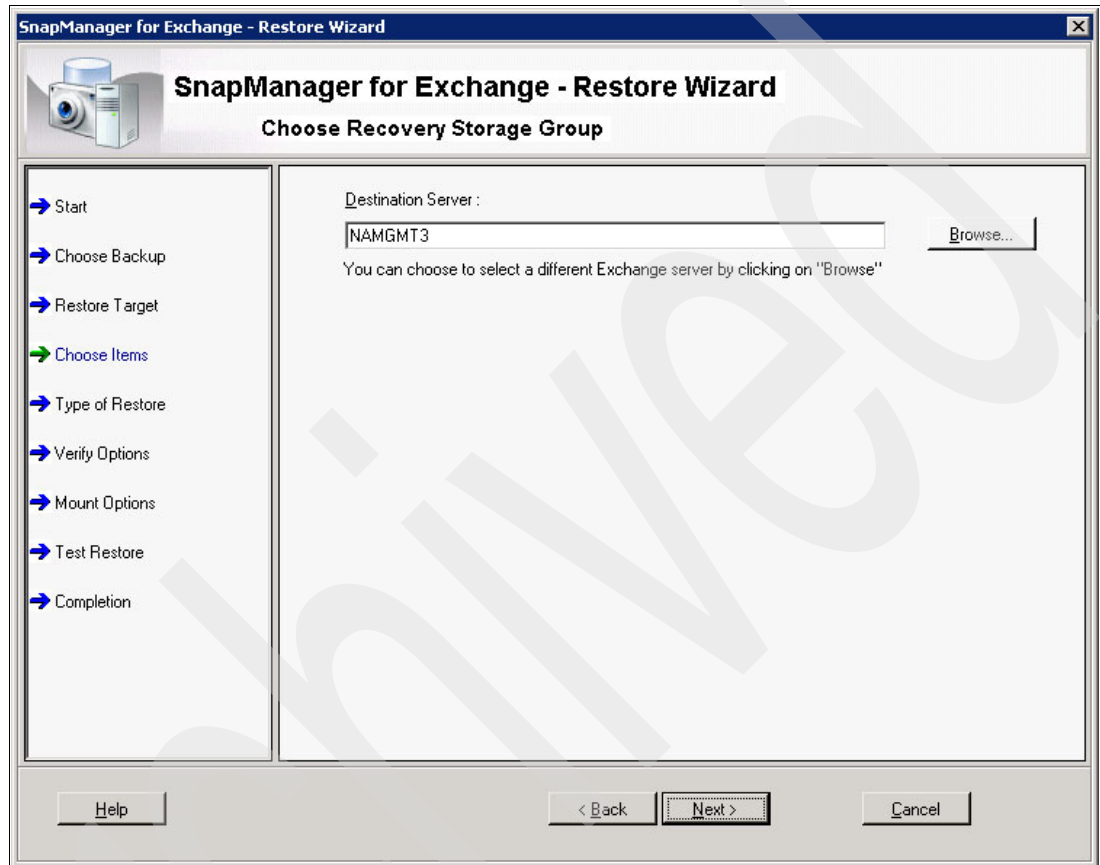 SnapManager for Exchange - Restore Wizard
SnapManager for Exchange - Restore Wizard
Choose Recovery Storage Group
Start
Choose Backup
Restore Target
Choose Items
Type of Restore
Verify Options
Mount Options
Test Restore
Completion
Destination Server :
NAMGMT3
Browse...
You can choose to select a different Exchange server by clicking on "Browse"
Help
< Back
Next >
Cancel